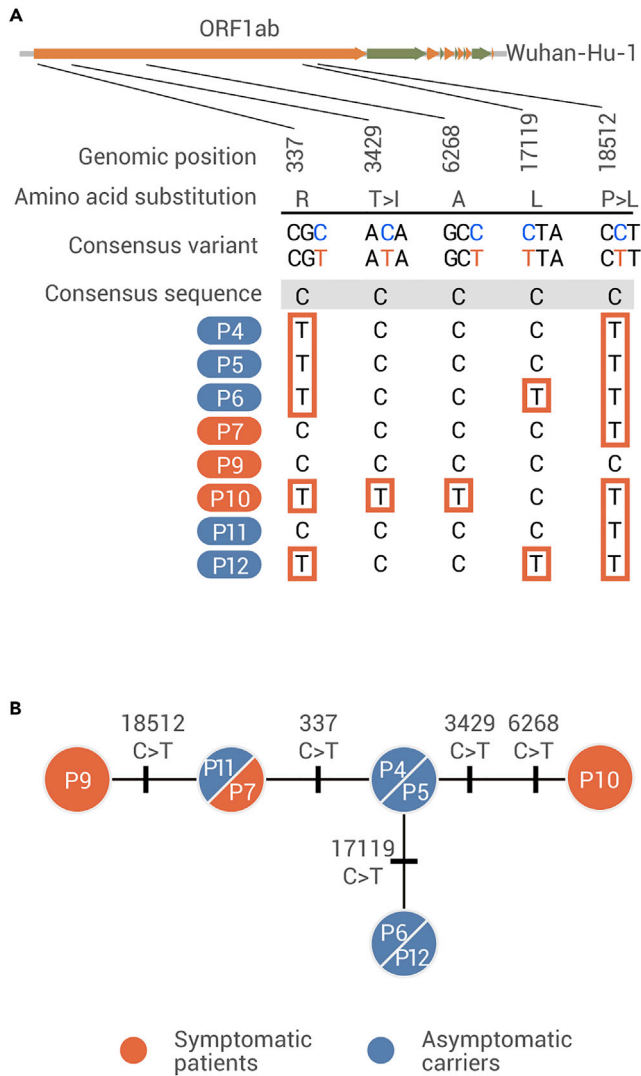 A
ORF1ab
Wuhan-Hu-1
Genomic position 337 3429 6268 17119 18512
Amino acid substitution R T>I A L P>L
Consensus variant CGC ACA GCC CTA CCT
CGT ATA GCT TTA CTT
Consensus sequence C C C C C
P4 T C C C T
P5 T C C C T
P6 T C C T T
P7 C C C C T
P9 C C C C C
P10 T T T C T
P11 C C C C T
P12 T C C T T
B
18512 337 3429 6268
C>T C>T C>T C>T
P9 P11 P7 P4 P5 P10
17119
C>T
P6
P12
Symptomatic patients
Asymptomatic carriers